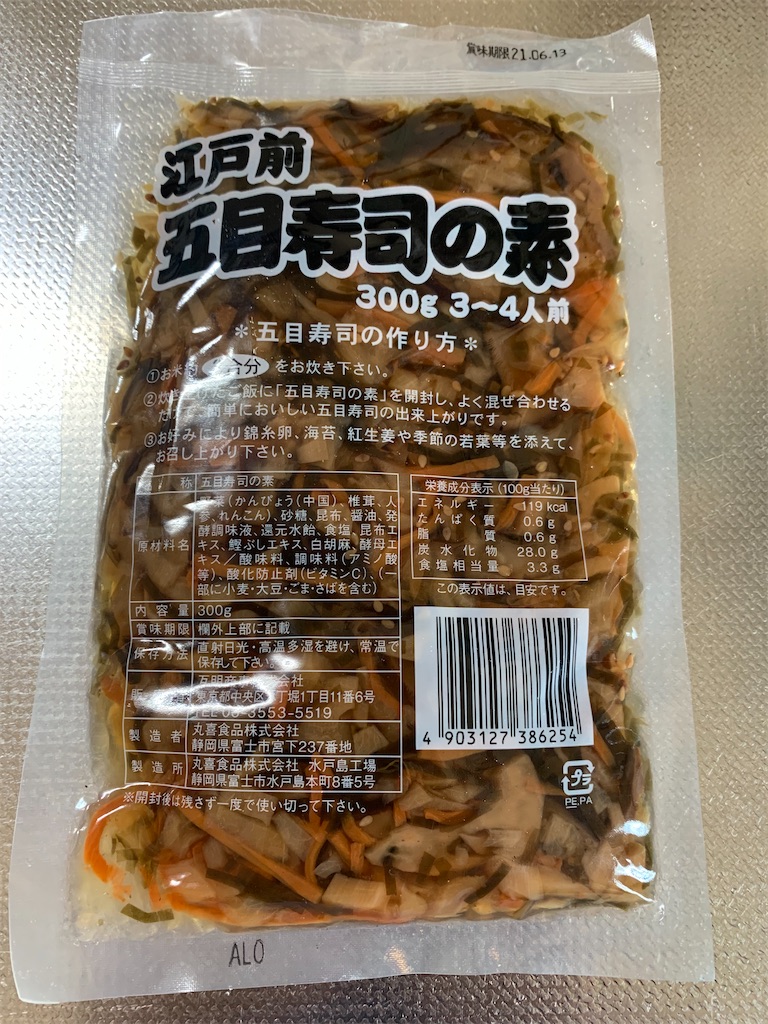 賞味期限21.06.13
江戸前
五目寿司の素
300g 3〜4人前
＊五目寿司の作り方＊
①お米 合分 をお炊き下さい。
②炊き たご飯に「五目寿司の素」を開封し、よく混ぜ合わせる
だけで、簡単においしい五目寿司の出来上がりです。
③お好みにより錦糸卵、海苔、紅生姜や季節の若葉等を添えて、
お召し上がり下さい。
称 五目寿司の素
原材料名
野菜(かんぴょう(中国)、椎茸、人
参、れんこん)、砂糖、昆布、醤油、発
酵調味液、還元水飴、食塩、昆布エ
キス、鰹ぶしエキス、白胡麻、酵母エ
キス／酸味料、調味料(アミノ酸
等)、酸化防止剤(ビタミンC)、(一
部に小麦・大豆・ごま・さばを含む)
内容量 300g
賞味期限 欄外上部に記載
保存方法 直射日光・高温多湿を避け、常温で
保存して下さい。
販 会社
東京都中央区 丁堀1丁目11番6号
TEL 03-3553-5519
製造者 丸喜食品株式会社
静岡県富士市宮下237番地
製造所 丸喜食品株式会社 水戸島工場
静岡県富士市水戸島本町8番5号
※開封後は残さず一度で使い切って下さい。
栄養成分表示(100g当たり)
エネルギー 119 kcal
たんぱく質 0.6 g
脂質 0.6 g
炭水化物 28.0 g
食塩相当量 3.3 g
この表示値は、目安です。
4 903127 386254
プラ
PE,PA
ALO